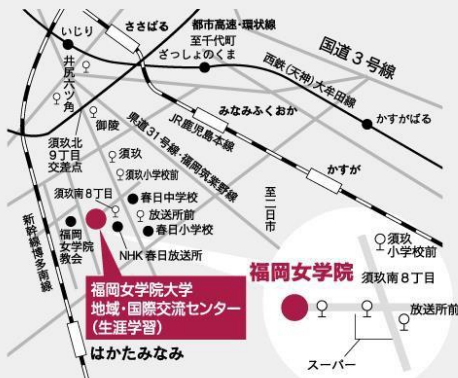 ささばる
都市高速・環状線
いじり
至千代町
ざっしょのくま
国道3号線
井尻六ツ角
西鉄(天神)大牟田線
御陵
みなみふくおか
かすがばる
須玖北
9丁目
交差点
JR鹿児島本線
県道31号線・福岡筑紫野線
須玖
須玖小学校前
かすが
須玖南8丁目
春日中学校
放送所前
春日小学校
至二日市
新幹線博多南線
福岡
女学院
教会
NHK春日放送所
須玖
小学校前
福岡女学院
須玖南8丁目
福岡女学院大学
地域・国際交流センター
(生涯学習)
放送所前
スーパー
はかたみなみ